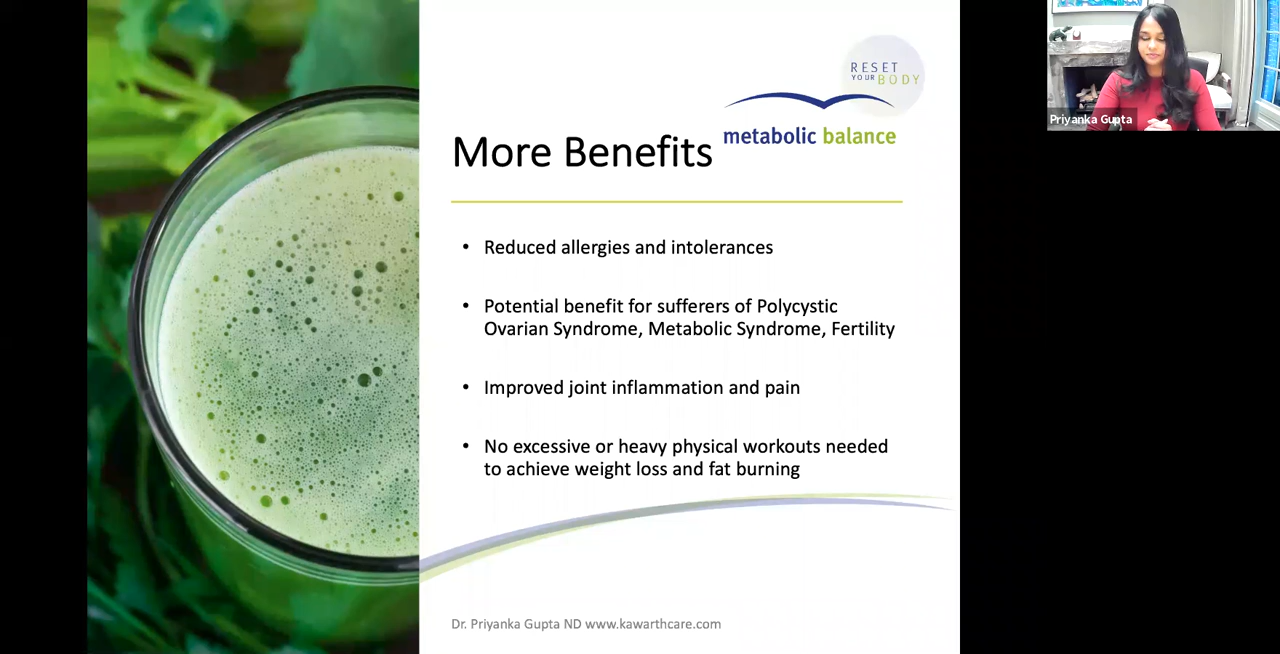 RESET
YOUR BODY
metabolic balance
More Benefits
• Reduced allergies and intolerances
• Potential benefit for sufferers of Polycystic
Ovarian Syndrome, Metabolic Syndrome, Fertility
• Improved joint inflammation and pain
• No excessive or heavy physical workouts needed
to achieve weight loss and fat burning
Dr. Priyanka Gupta ND www.kawarthcare.com
Priyanka Gupta